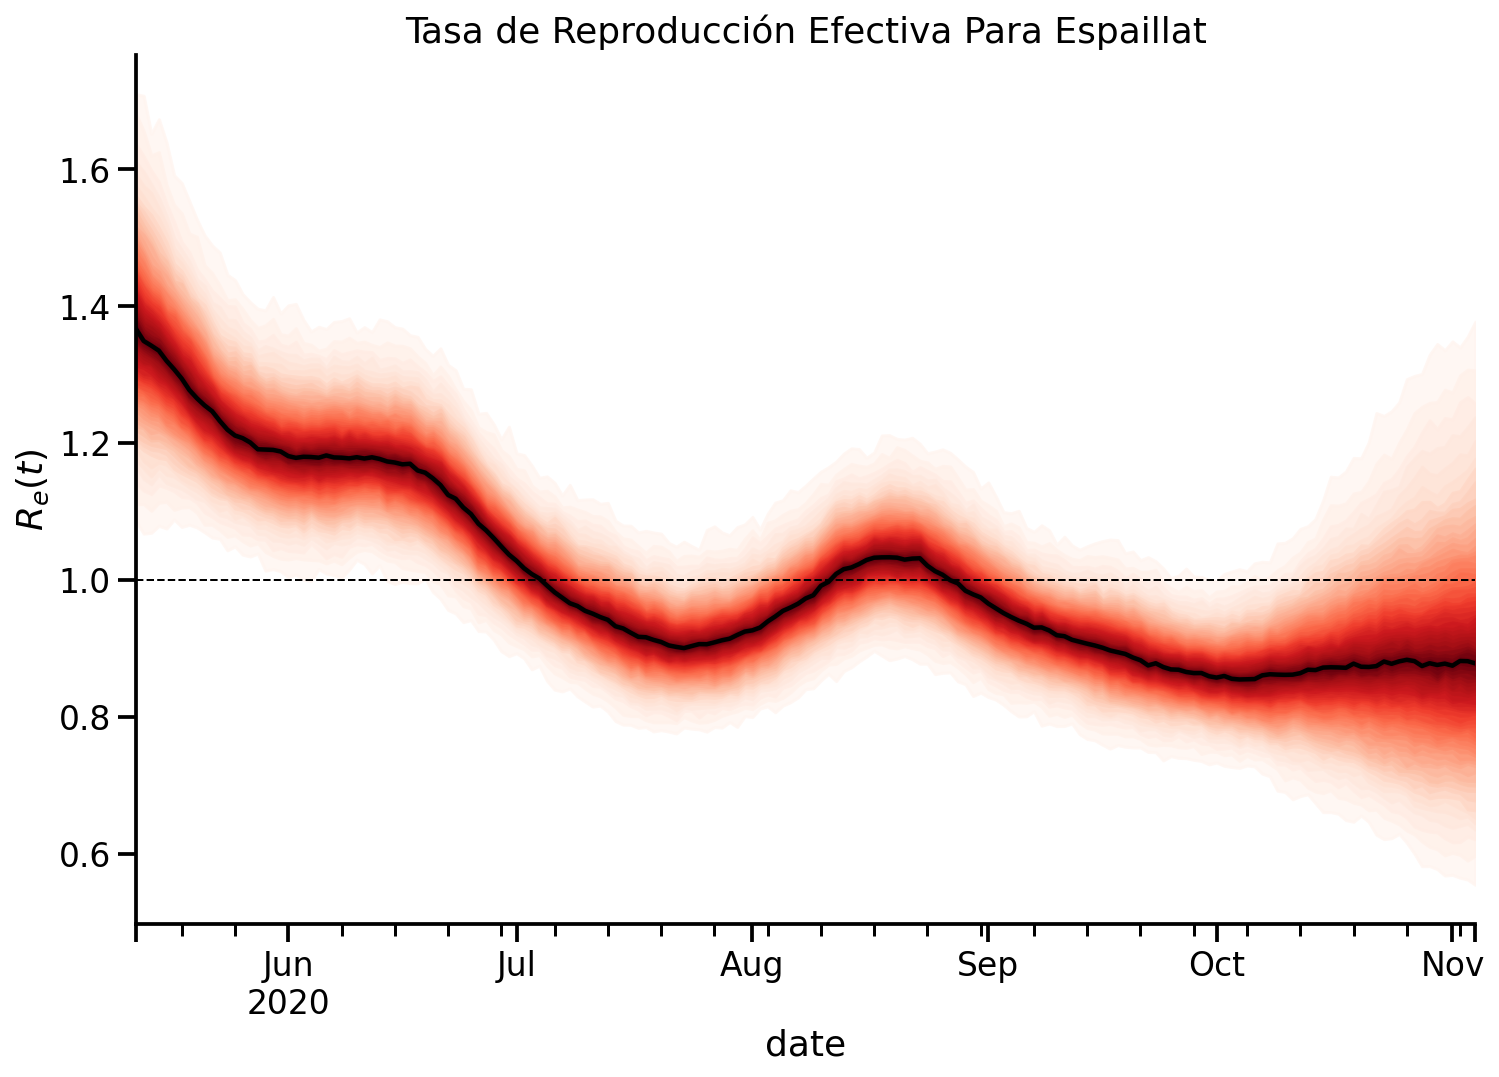 Tasa de Reproducción Efectiva Para Espaillat
1.6
1.4
1.2
1.0
0.8
0.6
Rₑ(t)
Jun Jul Aug Sep Oct Nov
2020
date